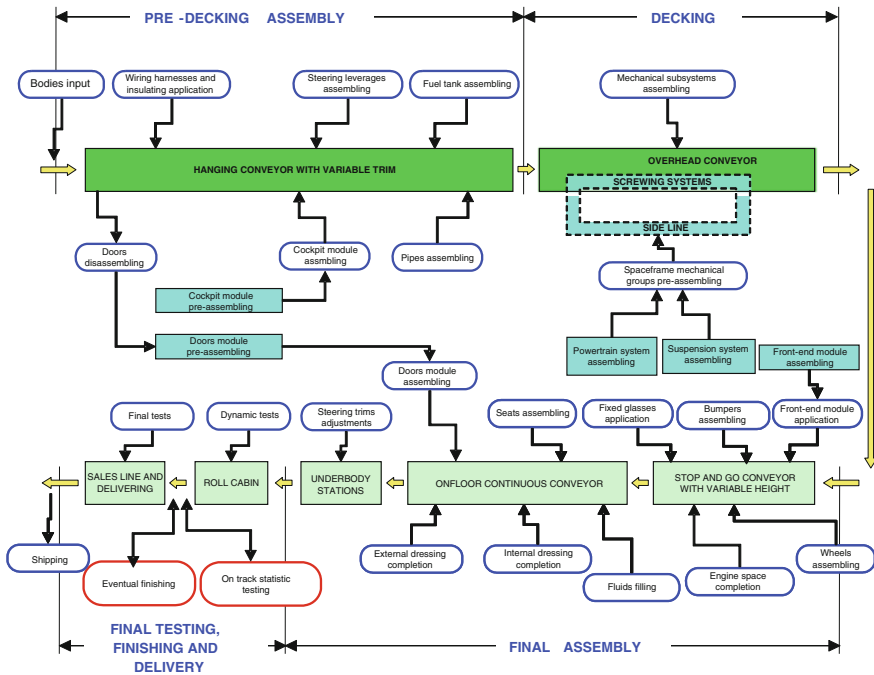 PRE -DECKING ASSEMBLY
DECKING
Bodies input
Wiring harnesses and
insulating application
Steering leverages
assembling
Fuel tank assembling
Mechanical subsystems
assembling
HANGING CONVEYOR WITH VARIABLE TRIM
OVERHEAD CONVEYOR
SCREWING SYSTEMS
SIDE LINE
Doors
disassembling
Cockpit module
assmbling
Pipes assembling
Spaceframe mechanical
groups pre-assembling
Cockpit module
pre-assembling
Doors module
pre-assembling
Powertrain system
assembling
Suspension system
assembling
Front-end module
assembling
Doors module
assembling
Final tests
Dynamic tests
Steering trims
adjustments
Seats assembling
Fixed glasses
application
Bumpers
assembling
Front-end module
application
SALES LINE AND
DELIVERING
ROLL CABIN
UNDERBODY
STATIONS
ONFLOOR CONTINUOUS CONVEYOR
STOP AND GO CONVEYOR
WITH VARIABLE HEIGHT
Shipping
Eventual finishing
On track statistic
testing
External dressing
completion
Internal dressing
completion
Fluids filling
Engine space
completion
Wheels
assembling
FINAL TESTING,
FINISHING AND
DELIVERY
FINAL ASSEMBLY